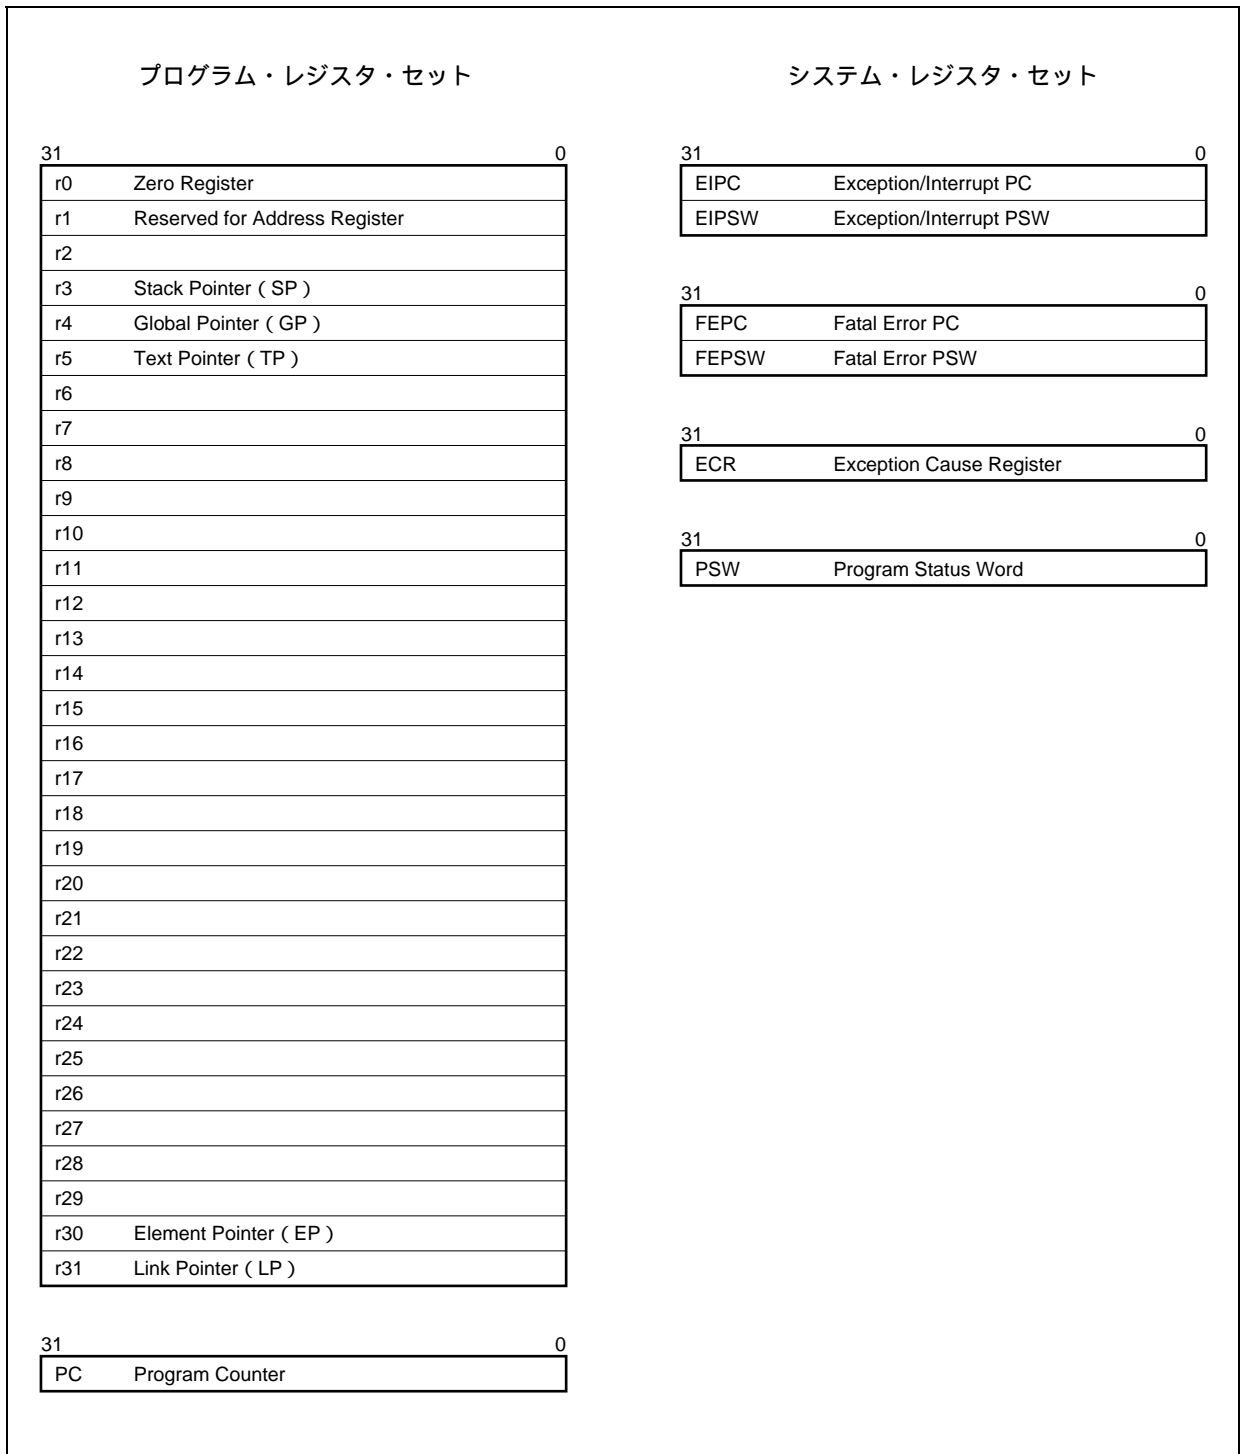 プログラム・レジスタ・セット
31 0
r0 Zero Register
r1 Reserved for Address Register
r2
r3 Stack Pointer ( SP )
r4 Global Pointer ( GP )
r5 Text Pointer ( TP )
r6
r7
r8
r9
r10
r11
r12
r13
r14
r15
r16
r17
r18
r19
r20
r21
r22
r23
r24
r25
r26
r27
r28
r29
r30 Element Pointer ( EP )
r31 Link Pointer ( LP )
31 0
PC Program Counter
システム・レジスタ・セット
31 0
EIPC Exception/Interrupt PC
EIPSW Exception/Interrupt PSW
31 0
FEPC Fatal Error PC
FEPSW Fatal Error PSW
31 0
ECR Exception Cause Register
31 0
PSW Program Status Word